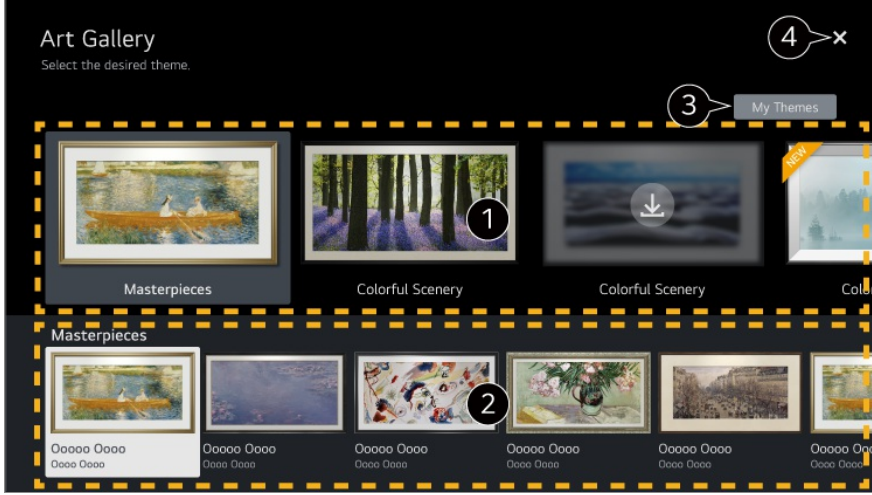 Art Gallery
4
Select the desired theme.
3
My Themes
NEW
1
Masterpieces
Colorful Scenery
Colorful Scenery
Colo
Masterpieces
2
Ooooo Oooo
Ooooo Oooo
Ooooo Oooo
Ooooo Oooo
Ooooo Oooo
Ooooo Oo
Oooo Oooo
Oooo Oooo
Oooo Oooo
Oooo Oooo
Oooo Oooo
Oooo Oooo